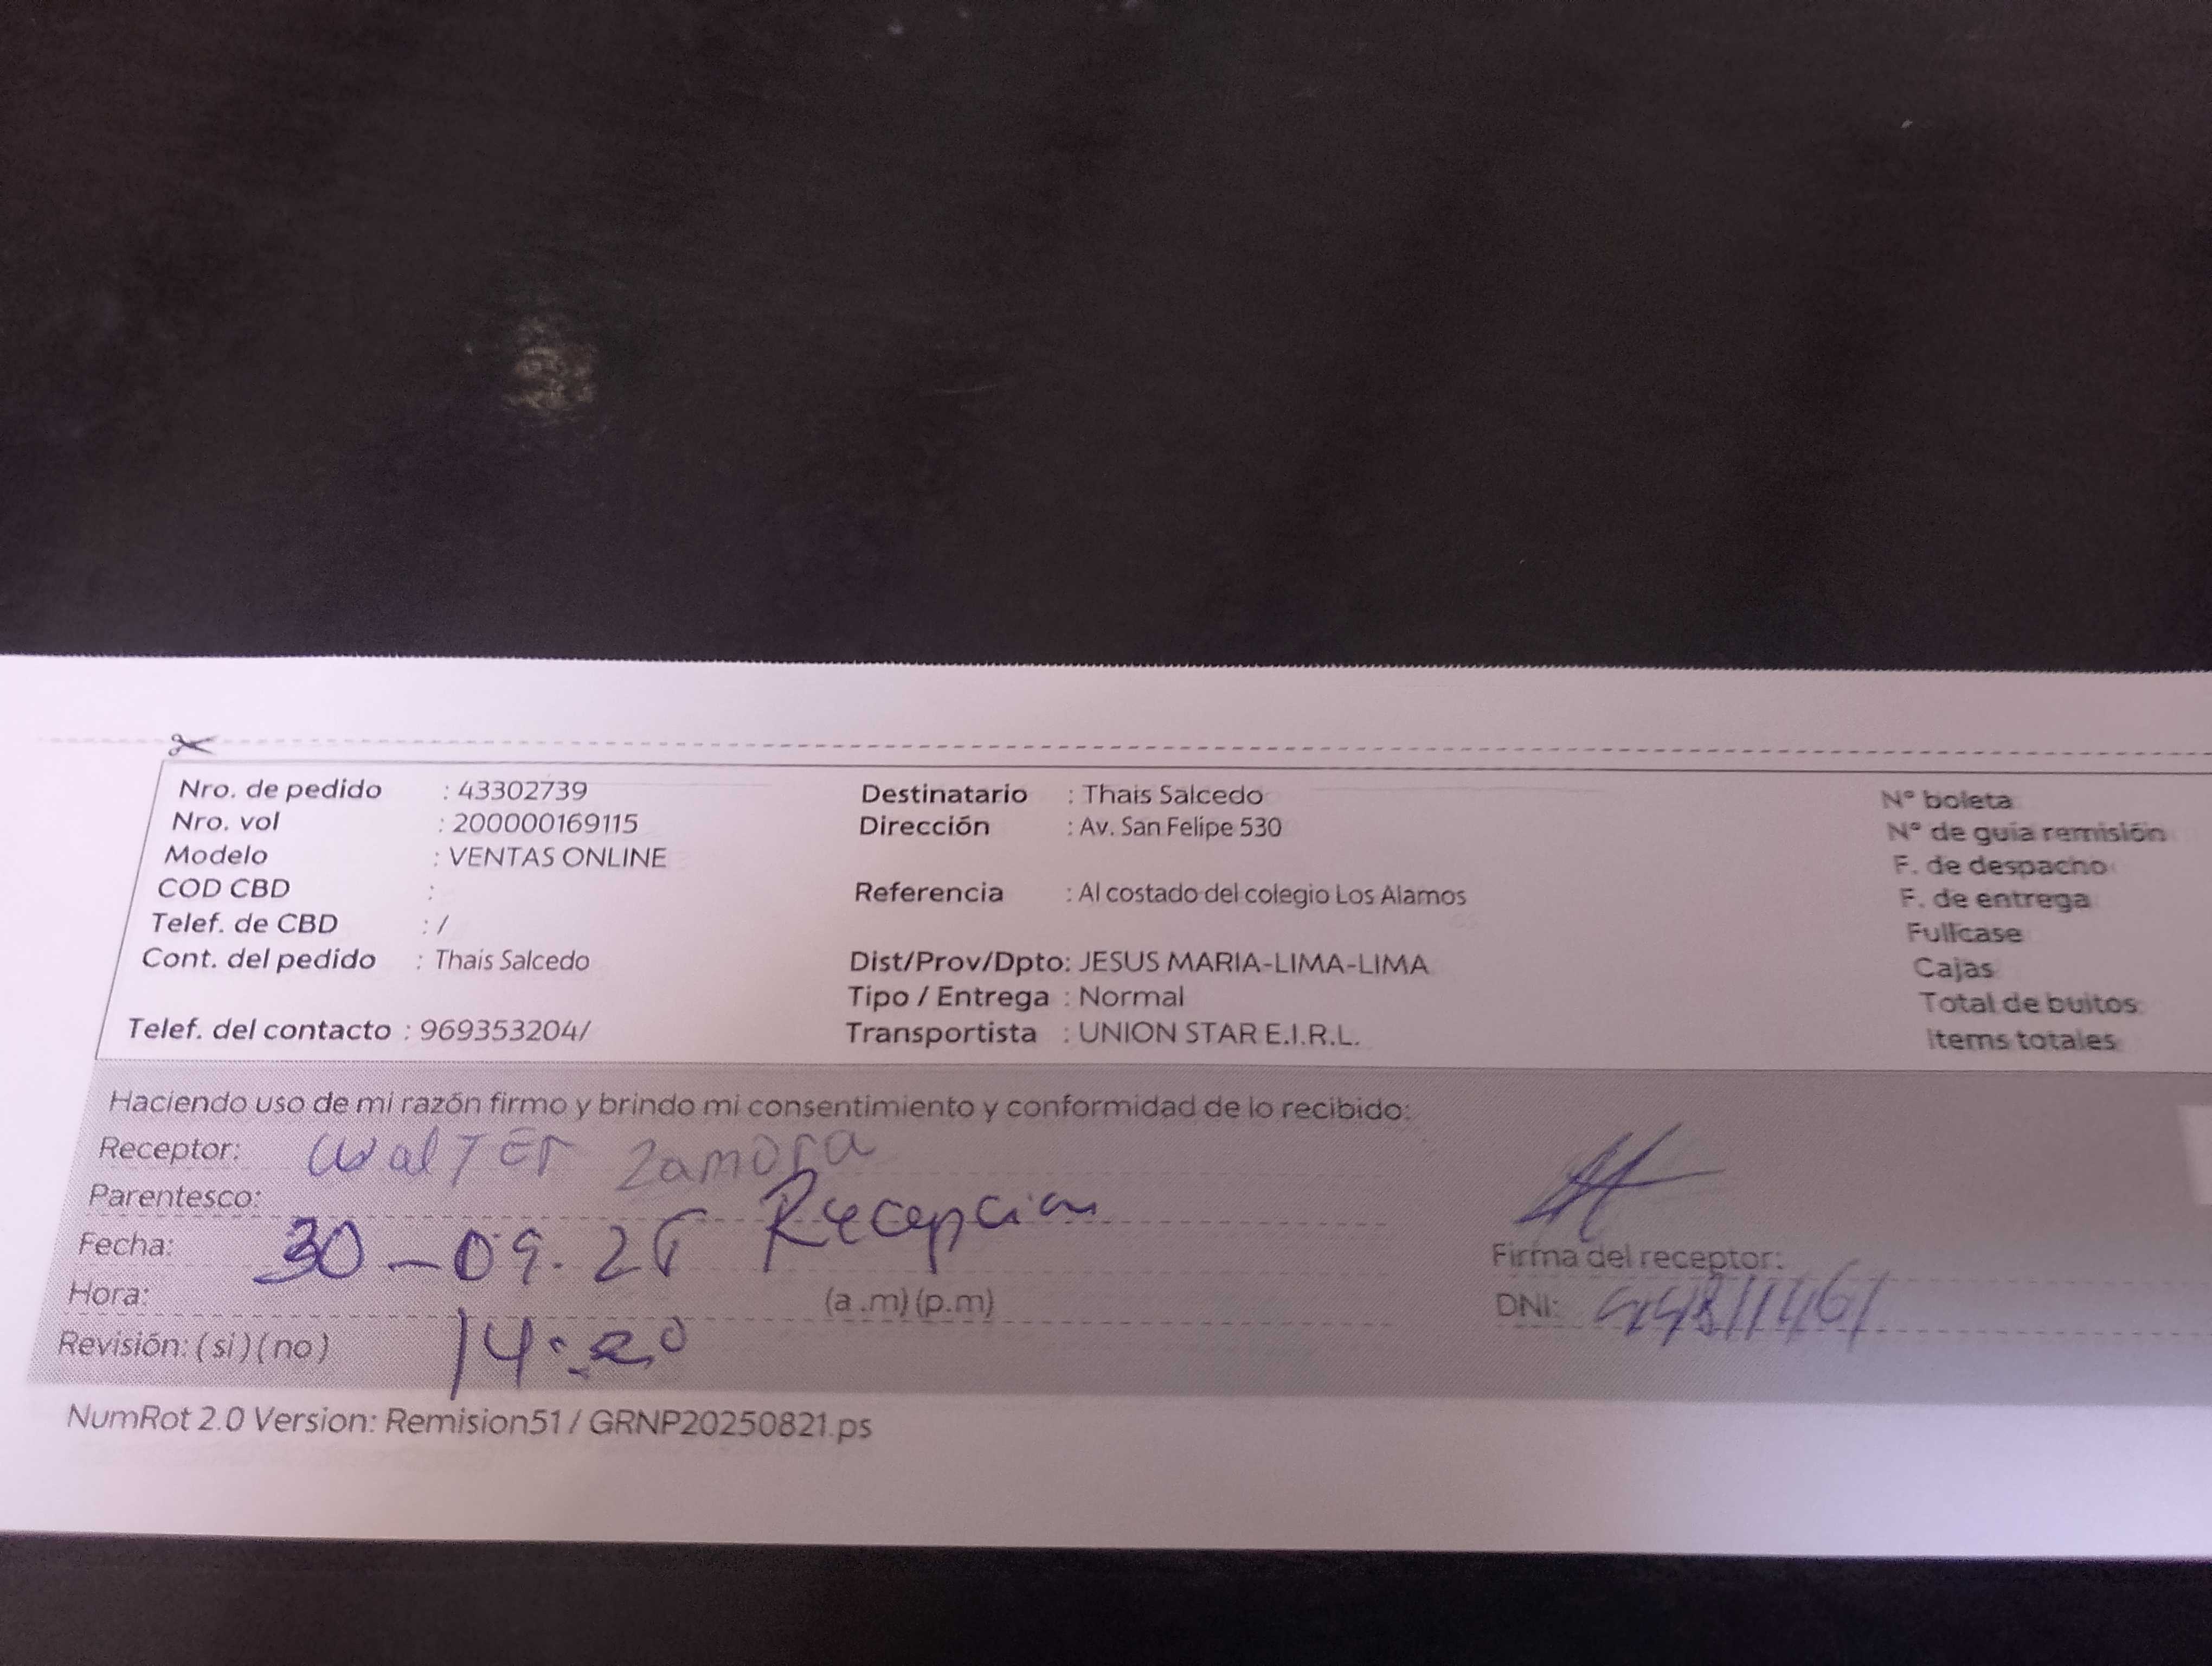 Nro. de pedido : 43302739
Nro. vol : 200000169115
Modelo : VENTAS ONLINE
COD CBD :
Telef. de CBD : /
Cont. del pedido : Thais Salcedo
Telef. del contacto : 969353204/
Destinatario : Thais Salcedo
Dirección : Av. San Felipe 530
Referencia : Al costado del colegio Los Alamos
Dist/Prov/Dpto: JESUS MARIA-LIMA-LIMA
Tipo / Entrega : Normal
Transportista : UNION STAR E.I.R.L.
N° boleta
N° de guia remisión
F. de despacho
F. de entrega
Fullcase
Cajas
Total de bultos
Items totales
Haciendo uso de mi razón firmo y brindo mi consentimiento y conformidad de lo recibido:
Receptor: Walter Zamora
Parentesco: Recepcion
Fecha: 30-09.
Hora: 14:20 (a.m) (p.m)
Revisión: (si) (no)
Firma del receptor:
DNI: 44811461
NumRot 2.0 Version: Remision51 / GRNP20250821.ps